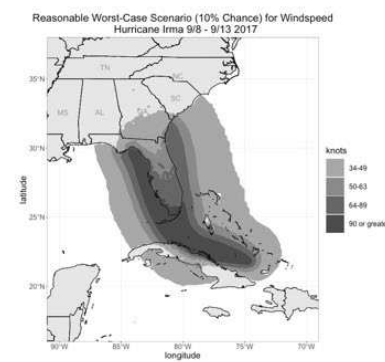 Reasonable Worst-Case Scenario (10% Chance) for Windspeed
Hurricane Irma 9/8 - 9/13 2017
35°N
30°N
25°N
20°N
latitude
TN
NC
SC
MS
AL
90°W
85°W
80°W
75°W
70°W
longitude
knots
34-49
50-63
64-89
90 or greate